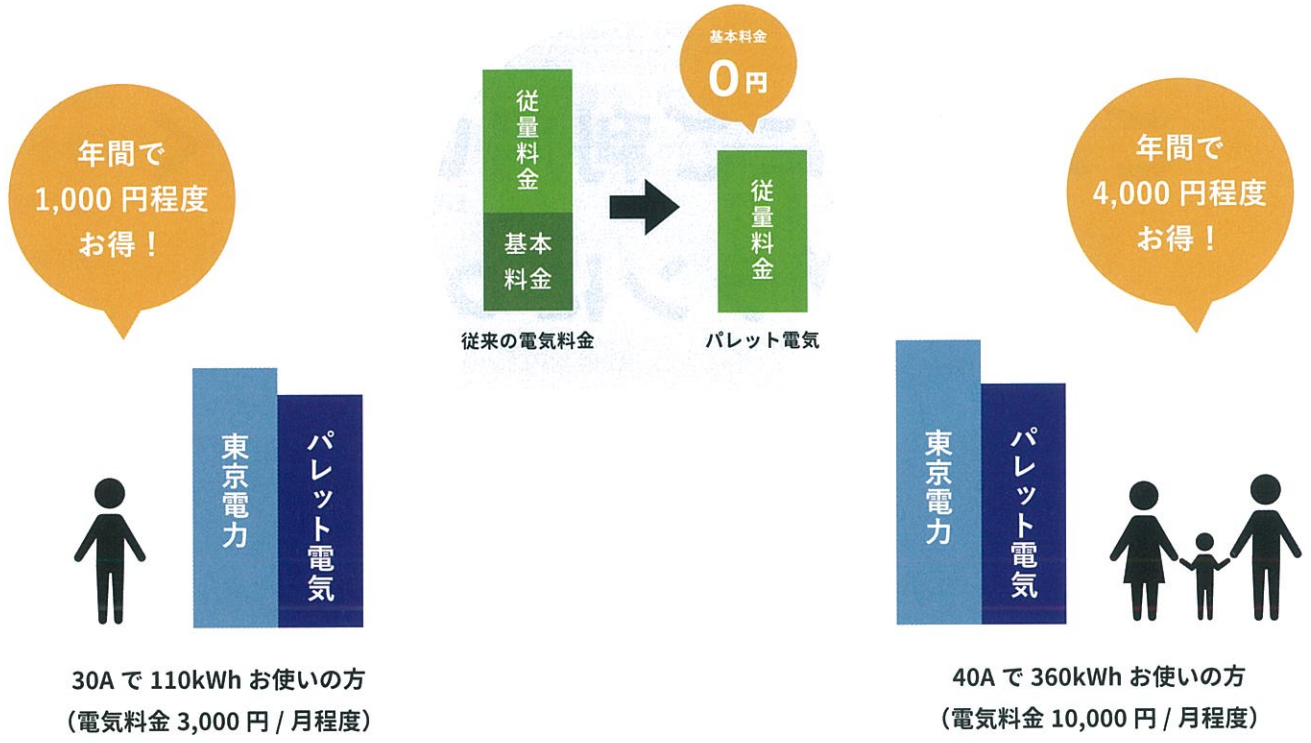 年間で
1,000 円程度
お得！
東京電力
パレット電気
30A で 110kWh お使いの方
（電気料金 3,000 円 / 月程度）
従量料金
基本
料金
従来の電気料金
基本料金
0円
従量料金
パレット電気
年間で
4,000 円程度
お得！
東京電力
パレット電気
40A で 360kWh お使いの方
（電気料金 10,000 円 / 月程度）